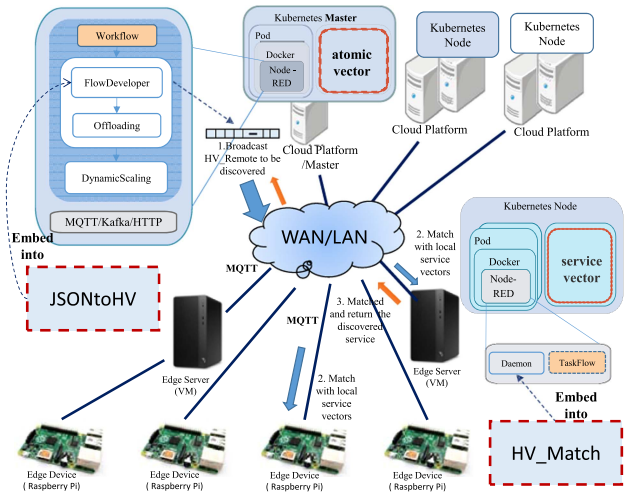 Workflow
FlowDeveloper
Offloading
DynamicScaling
MQTT/Kafka/HTTP
Embed
into
JSONtoHV
Kubernetes Master
Pod
Docker
Node -
RED
atomic
vector
Cloud Platform
/Master
1.Broadcast
HV_Remote to be
discovered
Kubernetes
Node
Cloud Platform
Kubernetes
Node
Cloud Platform
WAN/LAN
MQTT
2. Match
with local
service
vectors
3. Matched
and return the
discovered
service
MQTT
2. Match
with local
service
vectors
Edge Server
(VM)
Edge Server
(VM)
Kubernetes Node
Pod
Docker
Node-
RED
service
vector
Daemon
TaskFlow
Embed
into
HV_Match
Edge Device
( Raspberry Pi)
Edge Device
( Raspberry Pi)
Edge Device
( Raspberry Pi)
Edge Device
( Raspberry Pi)